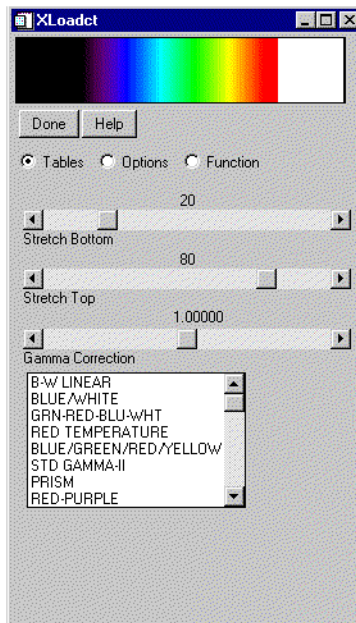 XLoadct
Done Help
Tables Options Function
20
Stretch Bottom
80
Stretch Top
1.00000
Gamma Correction
B-W LINEAR
BLUE/WHITE
GRN-RED-BLU-WHT
RED TEMPERATURE
BLUE/GREEN/RED/YELLOW
STD GAMMA-II
PRISM
RED-PURPLE